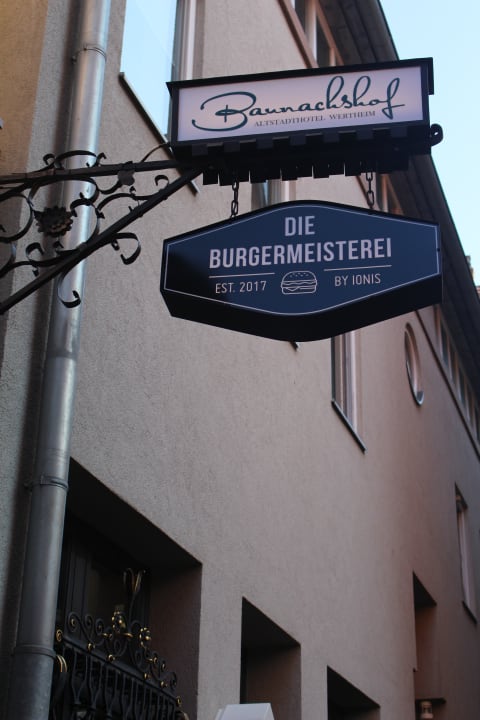 Baunachshof
ALTSTADTHOTEL WERTHEIM
DIE
BURGERMEISTEREI
EST. 2017 BY IONIS